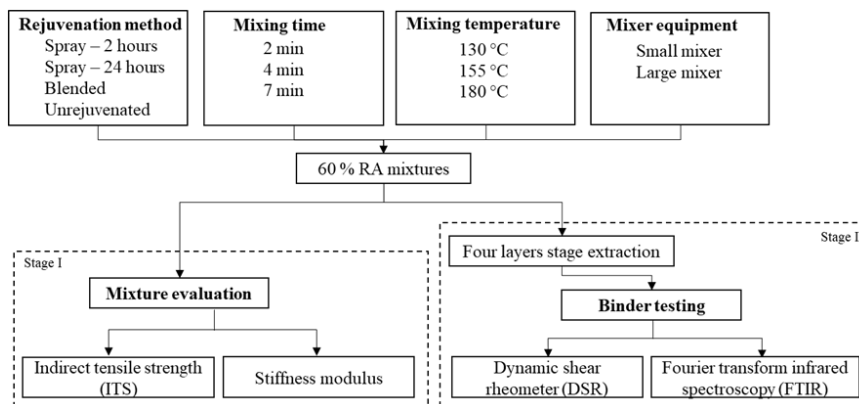 Rejuvenation method
Spray – 2 hours
Spray – 24 hours
Blended
Unrejuvenated
Mixing time
2 min
4 min
7 min
Mixing temperature
130 °C
155 °C
180 °C
Mixer equipment
Small mixer
Large mixer
60 % RA mixtures
Stage I
Mixture evaluation
Indirect tensile strength
(ITS)
Stiffness modulus
Stage I
Four layers stage extraction
Binder testing
Dynamic shear
rheometer (DSR)
Fourier transform infrared
spectroscopy (FTIR)